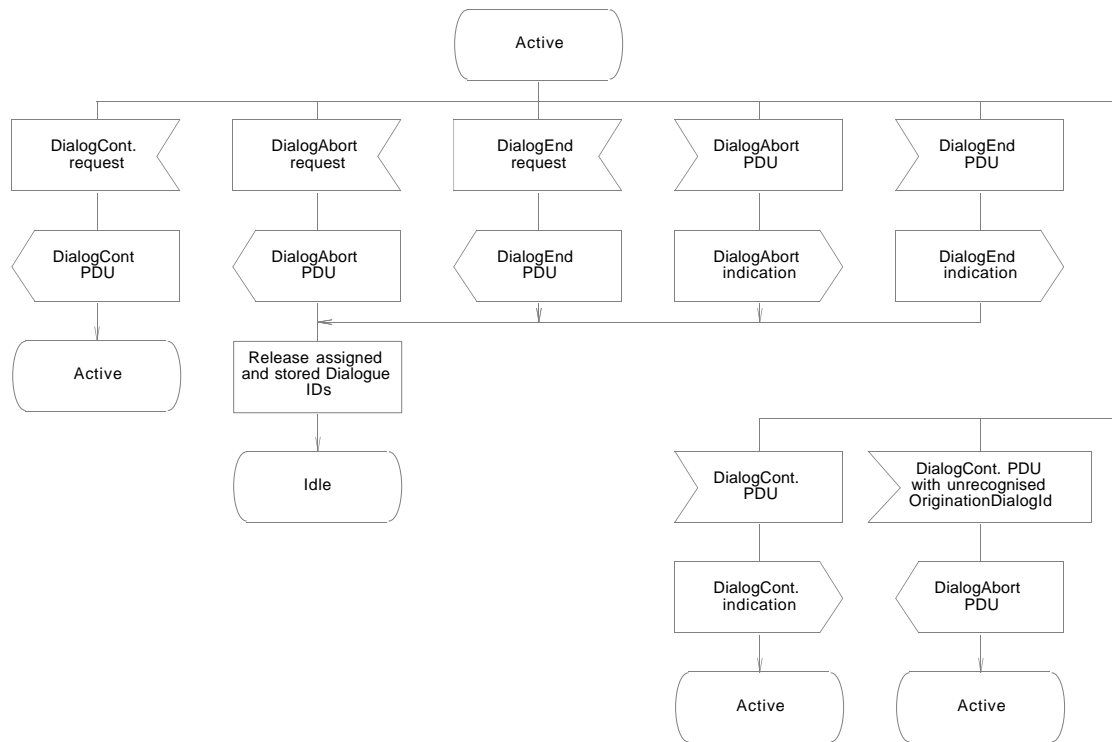 Active
DialogCont.
request
DialogAbort
request
DialogEnd
request
DialogAbort
PDU
DialogEnd
PDU
DialogCont
PDU
DialogAbort
PDU
DialogEnd
PDU
DialogAbort
indication
DialogEnd
indication
Active
Release assigned
and stored Dialogue
IDs
Idle
DialogCont.
PDU
DialogCont. PDU
with unrecognised
OriginationDialogId
DialogCont.
indication
DialogAbort
PDU
Active
Active